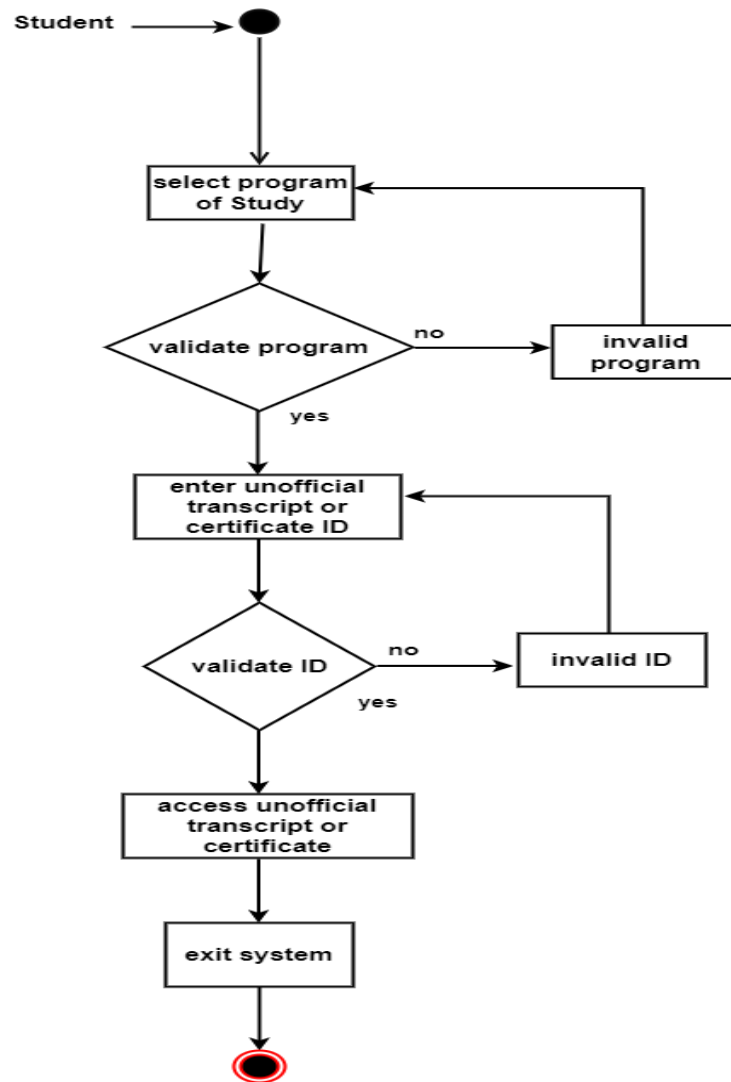 Student
select program
of Study
validate program
no
invalid
program
yes
enter unofficial
transcript or
certificate ID
validate ID
no
invalid ID
yes
access unofficial
transcript or
certificate
exit system